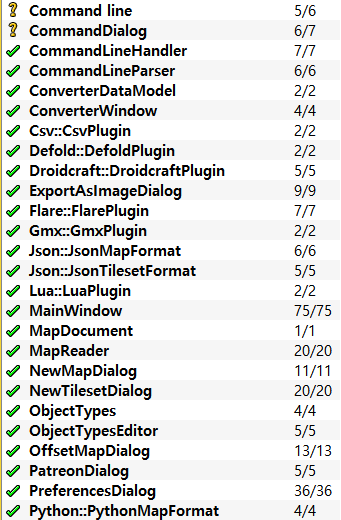 Command line 5/6
CommandDialog 6/7
CommandLineHandler 7/7
CommandLineParser 6/6
ConverterDataModel 2/2
ConverterWindow 4/4
Csv::CsvPlugin 2/2
Defold::DefoldPlugin 2/2
Droidcraft::DroidcraftPlugin 5/5
ExportAsImageDialog 9/9
Flare::FlarePlugin 7/7
Gmx::GmxPlugin 2/2
Json::JsonMapFormat 6/6
Json::JsonTilesetFormat 5/5
Lua::LuaPlugin 2/2
MainWindow 75/75
MapDocument 1/1
MapReader 20/20
NewMapDialog 11/11
NewTilesetDialog 20/20
ObjectTypes 4/4
ObjectTypesEditor 5/5
OffsetMapDialog 13/13
PatreonDialog 5/5
PreferencesDialog 36/36
Python::PythonMapFormat 4/4